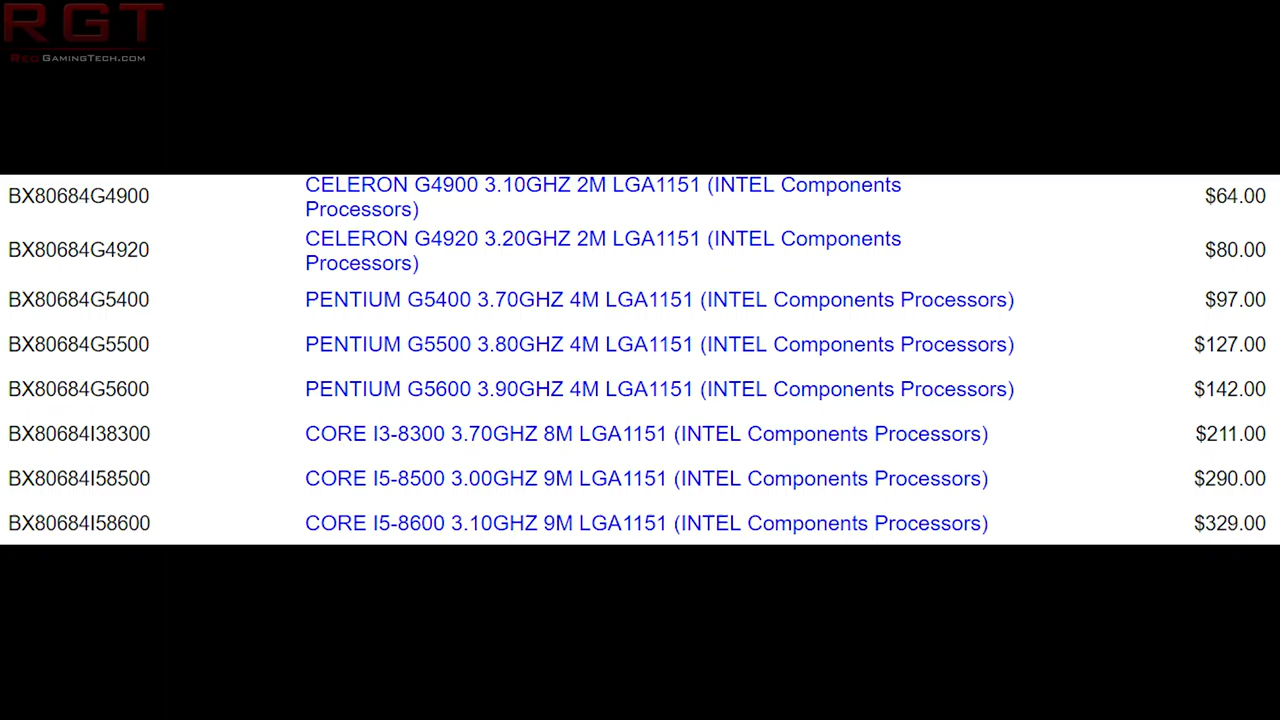 RGT
RedGamingTech.com
BX80684G4900 CELERON G4900 3.10GHZ 2M LGA1151 (INTEL Components Processors) $64.00
BX80684G4920 CELERON G4920 3.20GHZ 2M LGA1151 (INTEL Components Processors) $80.00
BX80684G5400 PENTIUM G5400 3.70GHZ 4M LGA1151 (INTEL Components Processors) $97.00
BX80684G5500 PENTIUM G5500 3.80GHZ 4M LGA1151 (INTEL Components Processors) $127.00
BX80684G5600 PENTIUM G5600 3.90GHZ 4M LGA1151 (INTEL Components Processors) $142.00
BX80684I38300 CORE I3-8300 3.70GHZ 8M LGA1151 (INTEL Components Processors) $211.00
BX80684I58500 CORE I5-8500 3.00GHZ 9M LGA1151 (INTEL Components Processors) $290.00
BX80684I58600 CORE I5-8600 3.10GHZ 9M LGA1151 (INTEL Components Processors) $329.00